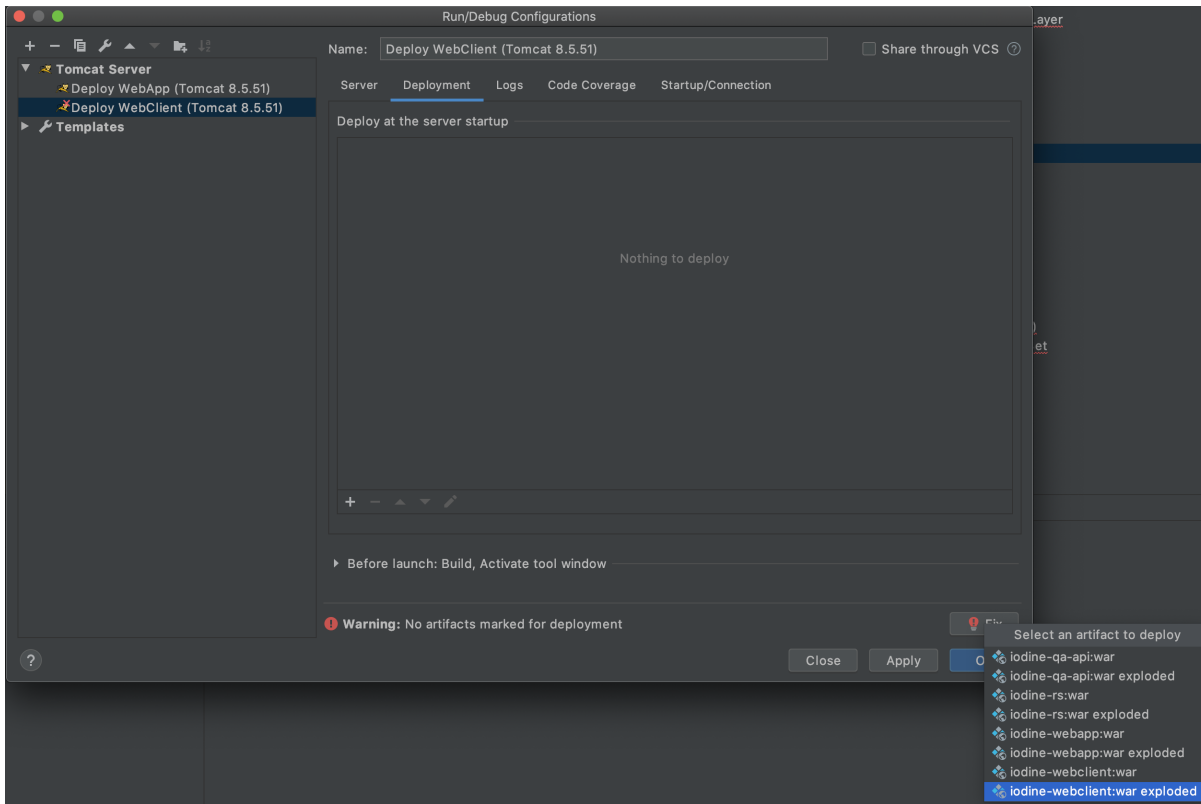 Run/Debug Configurations
Name: Deploy WebClient (Tomcat 8.5.51)
Share through VCS ?
Tomcat Server
Deploy WebApp (Tomcat 8.5.51)
Deploy WebClient (Tomcat 8.5.51)
Templates
Server Deployment Logs Code Coverage Startup/Connection
Deploy at the server startup
Nothing to deploy
Before launch: Build, Activate tool window
Warning: No artifacts marked for deployment
? Close Apply
Select an artifact to deploy
iodine-qa-api:war
iodine-qa-api:war exploded
iodine-rs:war
iodine-rs:war exploded
iodine-webapp:war
iodine-webapp:war exploded
iodine-webclient:war
iodine-webclient:war exploded